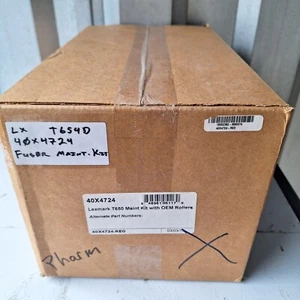 LX T654D
40X4724
FUSER MAINT. KIT
40X4724
Lexmark T650 Maint Kit with OEM Rollers
Alternate Part Numbers:
40X4724-REO
Pharm
X